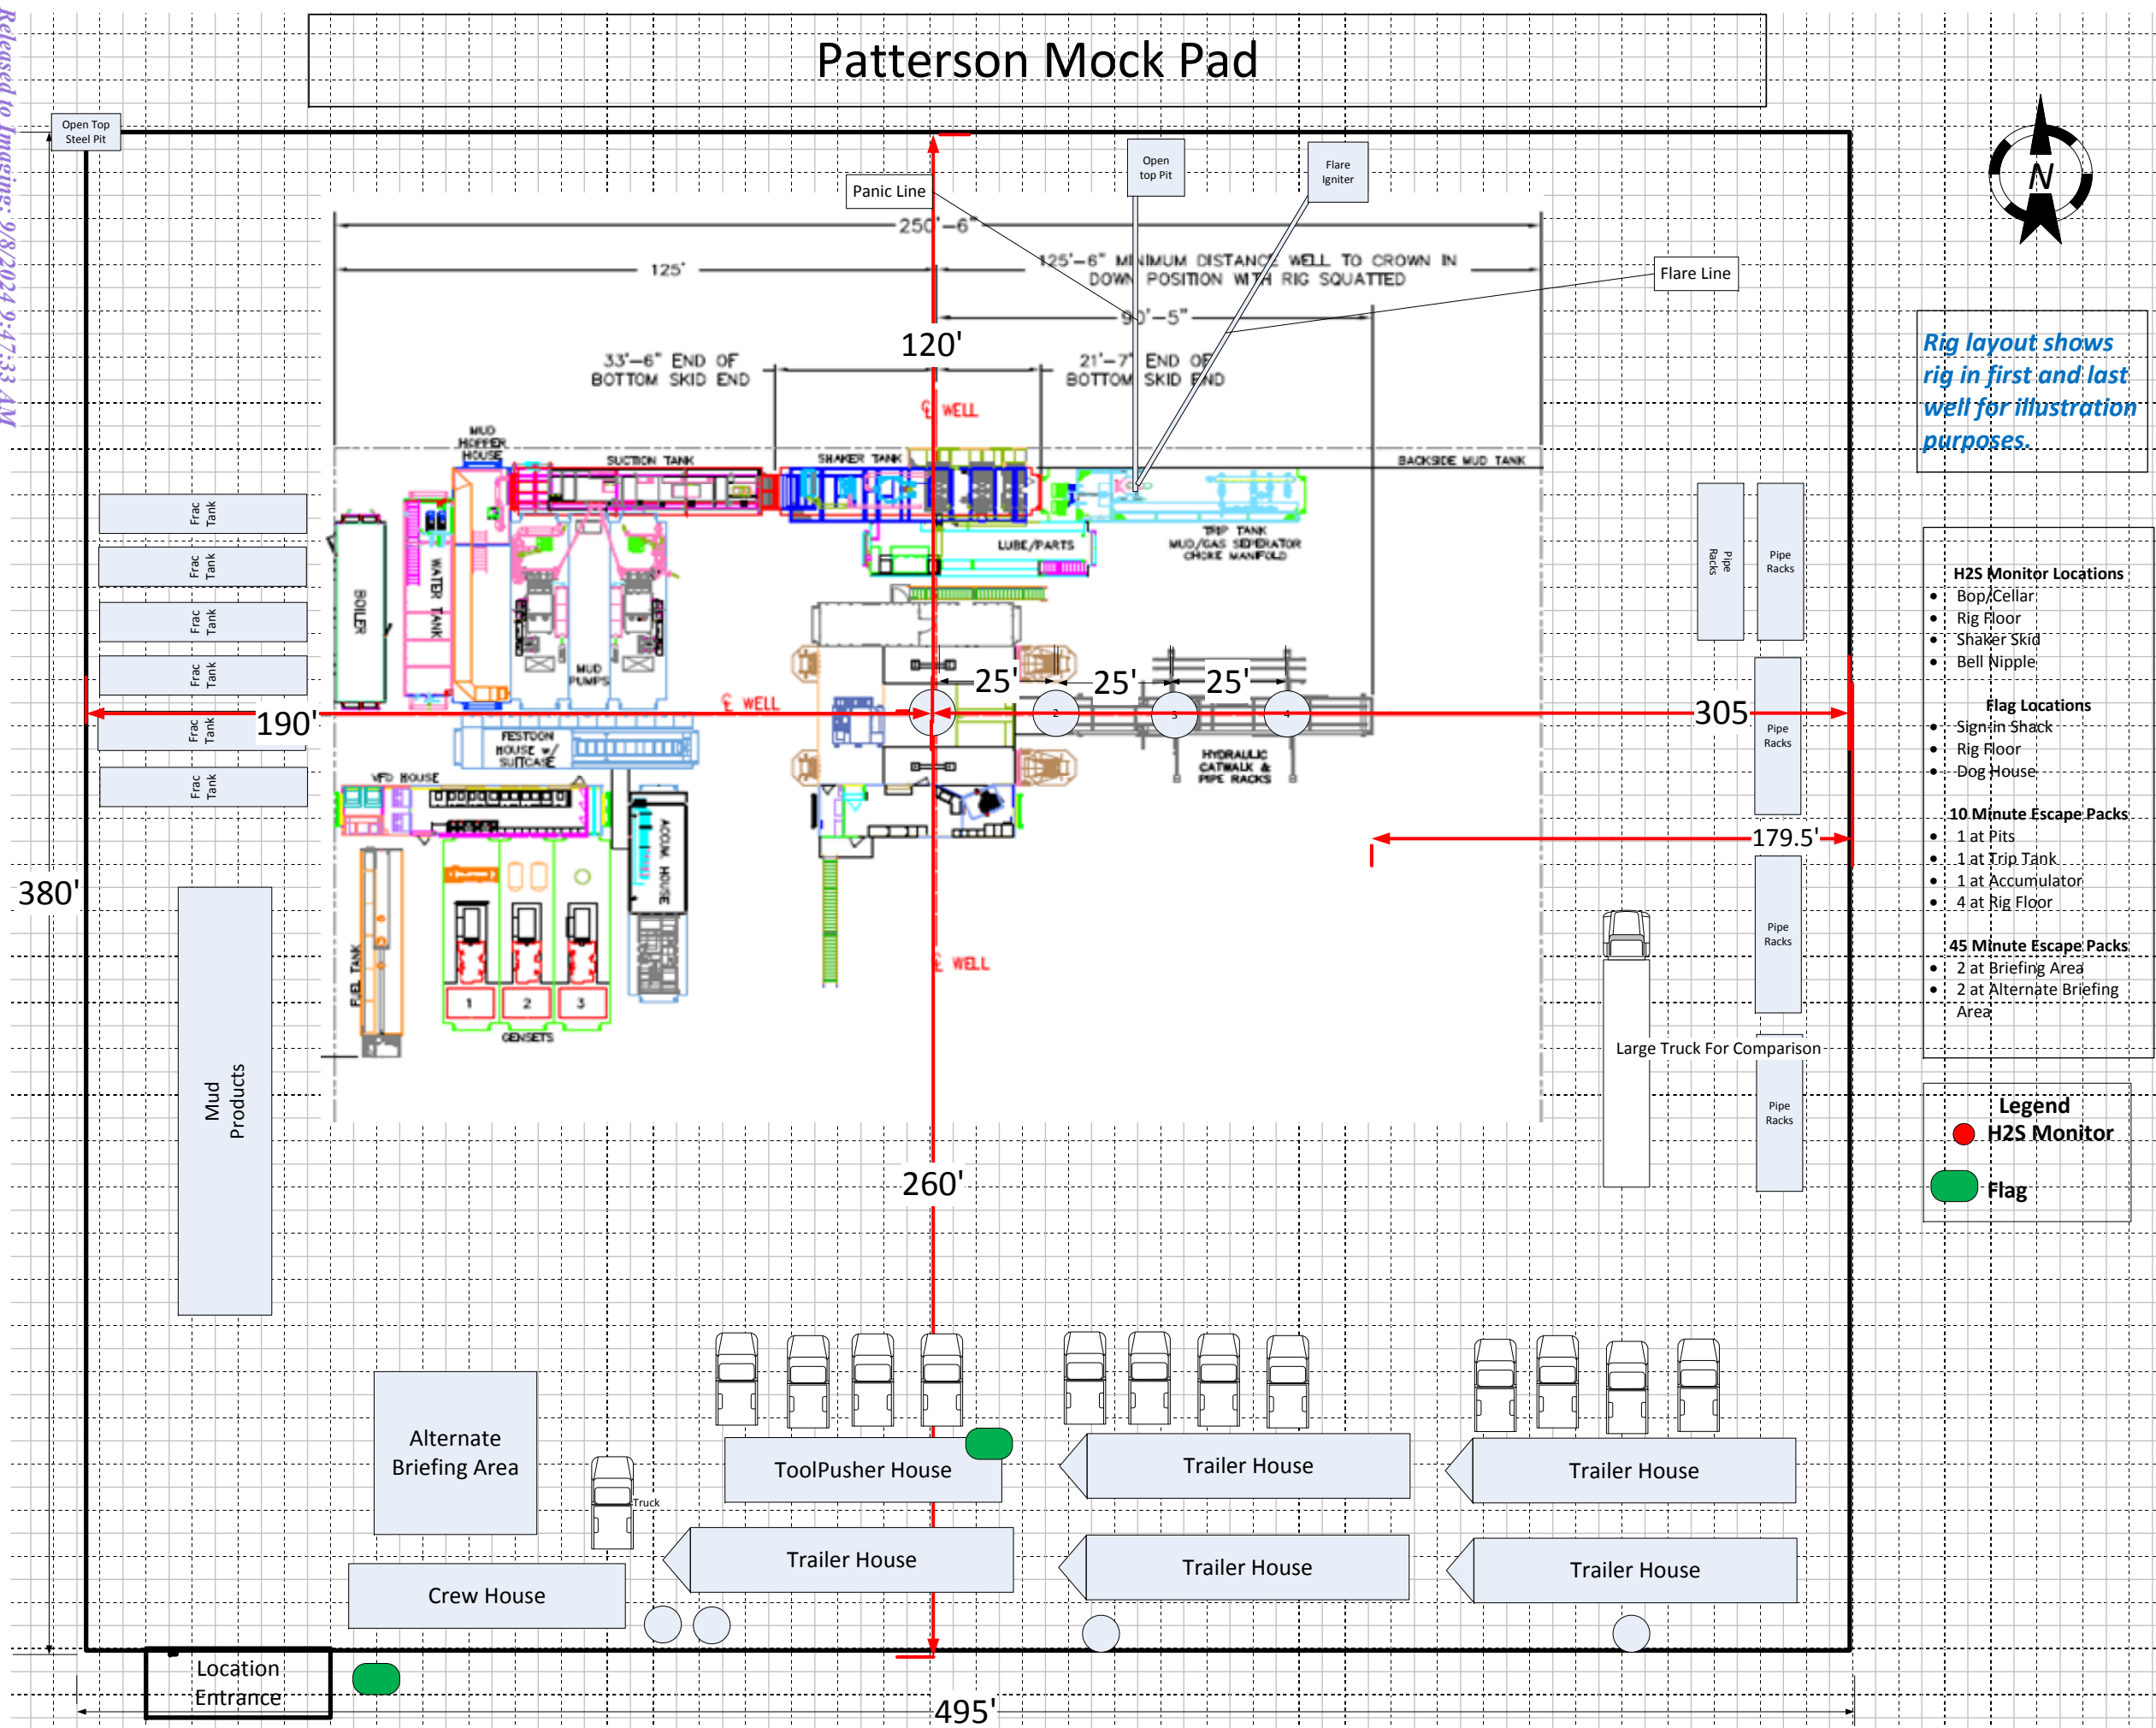 Released to Imaging: 9/8/2024 9:47:33 AM
Patterson Mock Pad
Open Top
Steel Pit
Open
top Pit
Flare
Igniter
N
Panic Line
250'-6"
125'
125'-6" MINIMUM DISTANCE WELL TO CROWN IN
DOWN POSITION WITH RIG SQUATTED
Flare Line
90'-5"
120'
33'-6" END OF
BOTTOM SKID END
21'-7" END OF
BOTTOM SKID END
Rig layout shows
rig in first and last
well for illustration
purposes.
℄ WELL
MUD
HOPPER
HOUSE
SUCTION TANK
SHAKER TANK
BACKSIDE MUD TANK
Frac
Tank
Frac
Tank
Frac
Tank
Frac
Tank
Frac
Tank
Frac
Tank
BOILER
WATER TANK
MUD
PUMPS
LUBE/PARTS
TRIP TANK
MUD/GAS SEPERATOR
CHOKE MANIFOLD
Pipe
Racks
Pipe
Racks
Pipe
Racks
Pipe
Racks
Pipe
Racks
25'
25'
25'
2
3
4
℄ WELL
190'
305
HYDRAULIC
CATWALK &
PIPE RACKS
FESTOON
HOUSE w/
SUITCASE
VFD HOUSE
ACCUM. HOUSE
179.5'
380'
FUEL TANK
1
2
3
GENSETS
℄ WELL
Mud
Products
Large Truck For Comparison
H2S Monitor Locations
• Bop/Cellar
• Rig Floor
• Shaker Skid
• Bell Nipple
Flag Locations
• Sign-in Shack
• Rig Floor
• Dog House
10 Minute Escape Packs
• 1 at Pits
• 1 at Trip Tank
• 1 at Accumulator
• 4 at Rig Floor
45 Minute Escape Packs
• 2 at Briefing Area
• 2 at Alternate Briefing
Area
Legend
H2S Monitor
Flag
260'
Alternate
Briefing Area
Truck
ToolPusher House
Trailer House
Trailer House
Trailer House
Trailer House
Trailer House
Crew House
Location
Entrance
495'